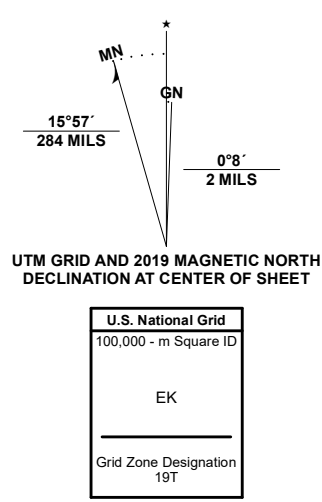 ★
MN
GN
15°57´
284 MILS
0°8´
2 MILS
UTM GRID AND 2019 MAGNETIC NORTH
DECLINATION AT CENTER OF SHEET
U.S. National Grid
100,000 - m Square ID
EK
Grid Zone Designation
19T